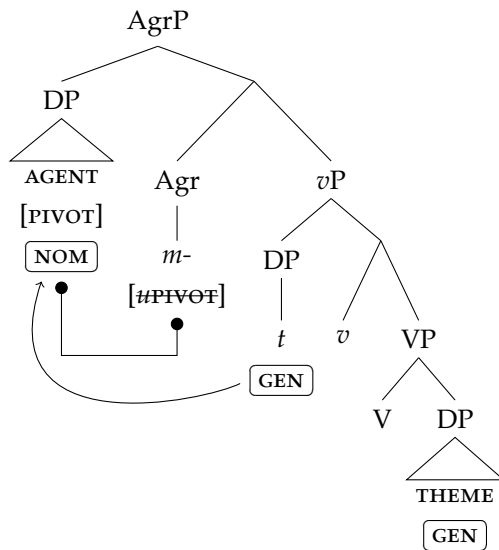 AgrP
DP
AGENT
[PIVOT]
NOM
Agr
m-
[uPIVOT]
vP
DP
t
GEN
v
VP
V
DP
THEME
GEN